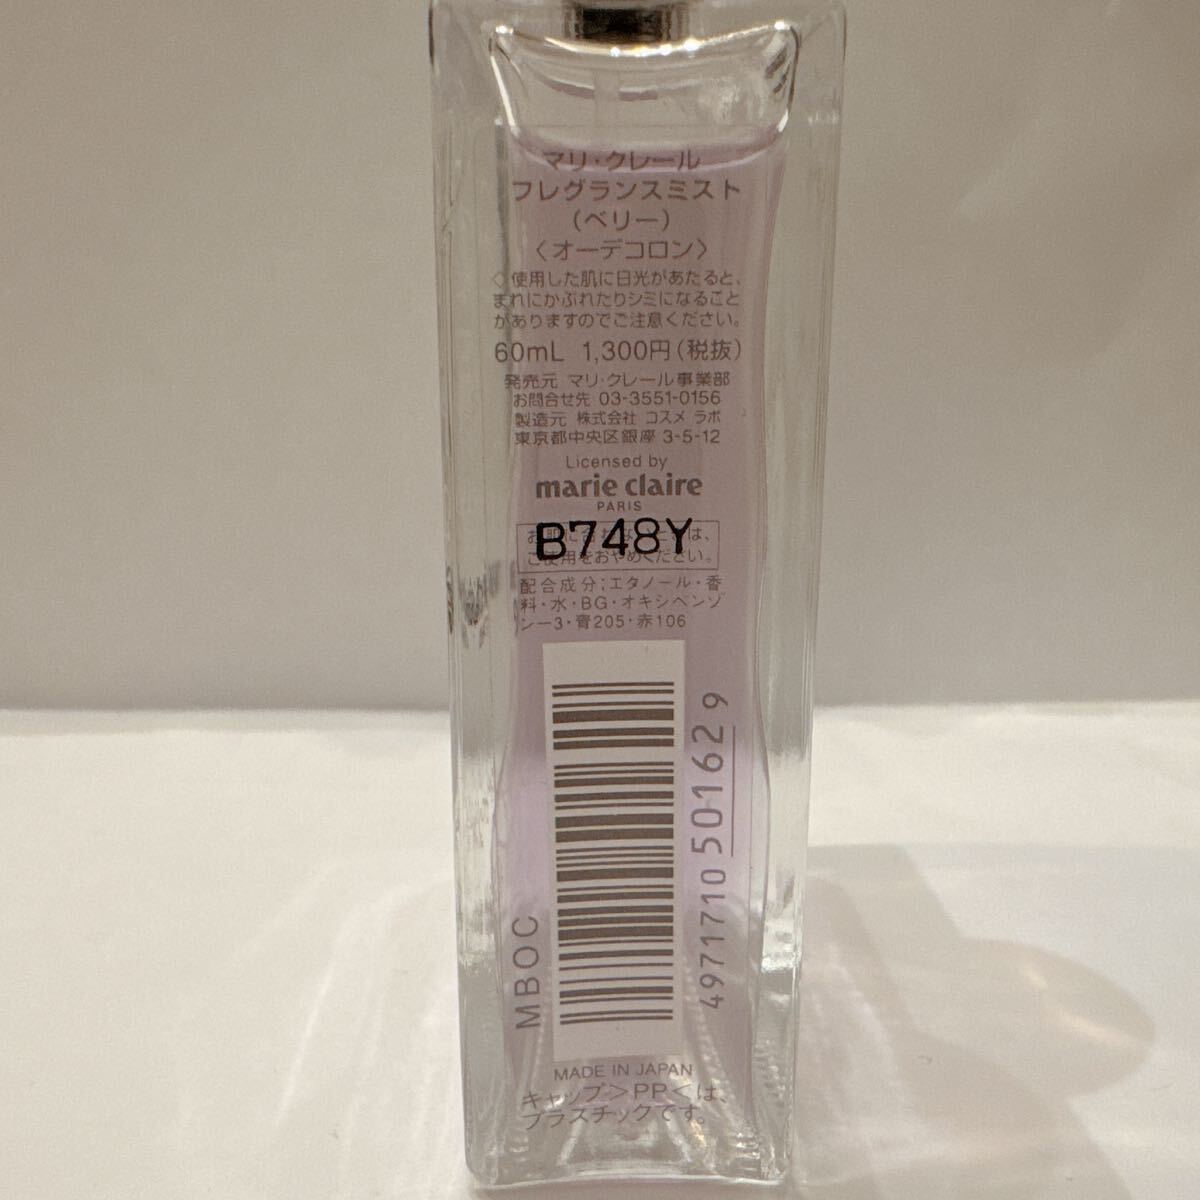 マリ・クレール
フレグランスミスト
(ベリー)
〈オーデコロン〉
◇使用した肌に日光があたると、
まれにかぶれたりシミになること
がありますのでご注意ください。
60mL 1,300円(税抜)
発売元 マリ・クレール事業部
お問合せ先 03-3551-0156
製造元 株式会社 コスメ ラボ
東京都中央区銀座 3-5-12
Licensed by
marie claire
PARIS
B748Y
ご使用をおやめください。
配合成分;エタノール・香
料・水・BG・オキシベンゾ
ン−3・青205・赤106
MBOC
4971710501629
MADE IN JAPAN
キャップ＞PP＜は、
プラスチックです。